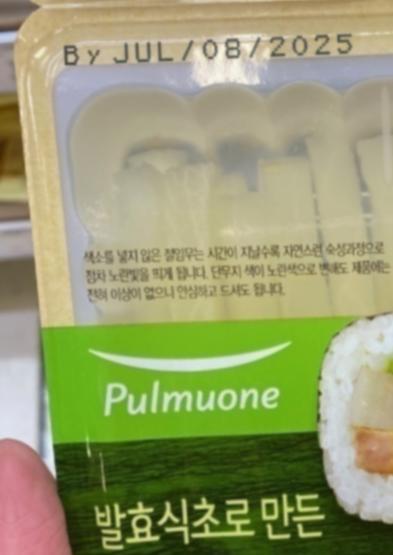 By JUL/08/2025
색소를 넣지 않은 절임무는 시간이 지날수록 자연스런 숙성과정으로
점차 노란빛을 띄게 됩니다. 단무지 색이 노란색으로 변해도 제품에는
전혀 이상이 없으니 안심하고 드셔도 됩니다.
Pulmuone
발효식초로 만든